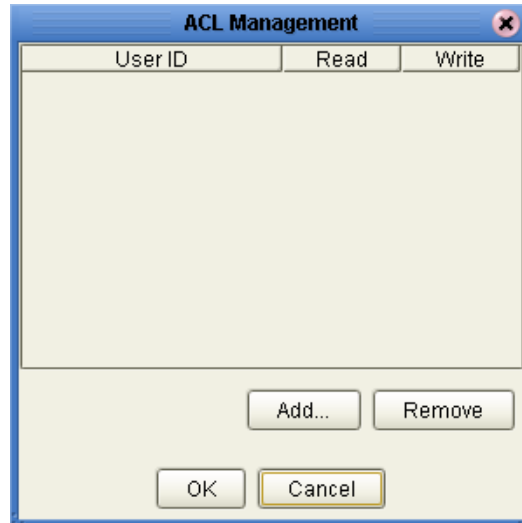 ACL Management
User ID Read Write
Add... Remove
OK Cancel